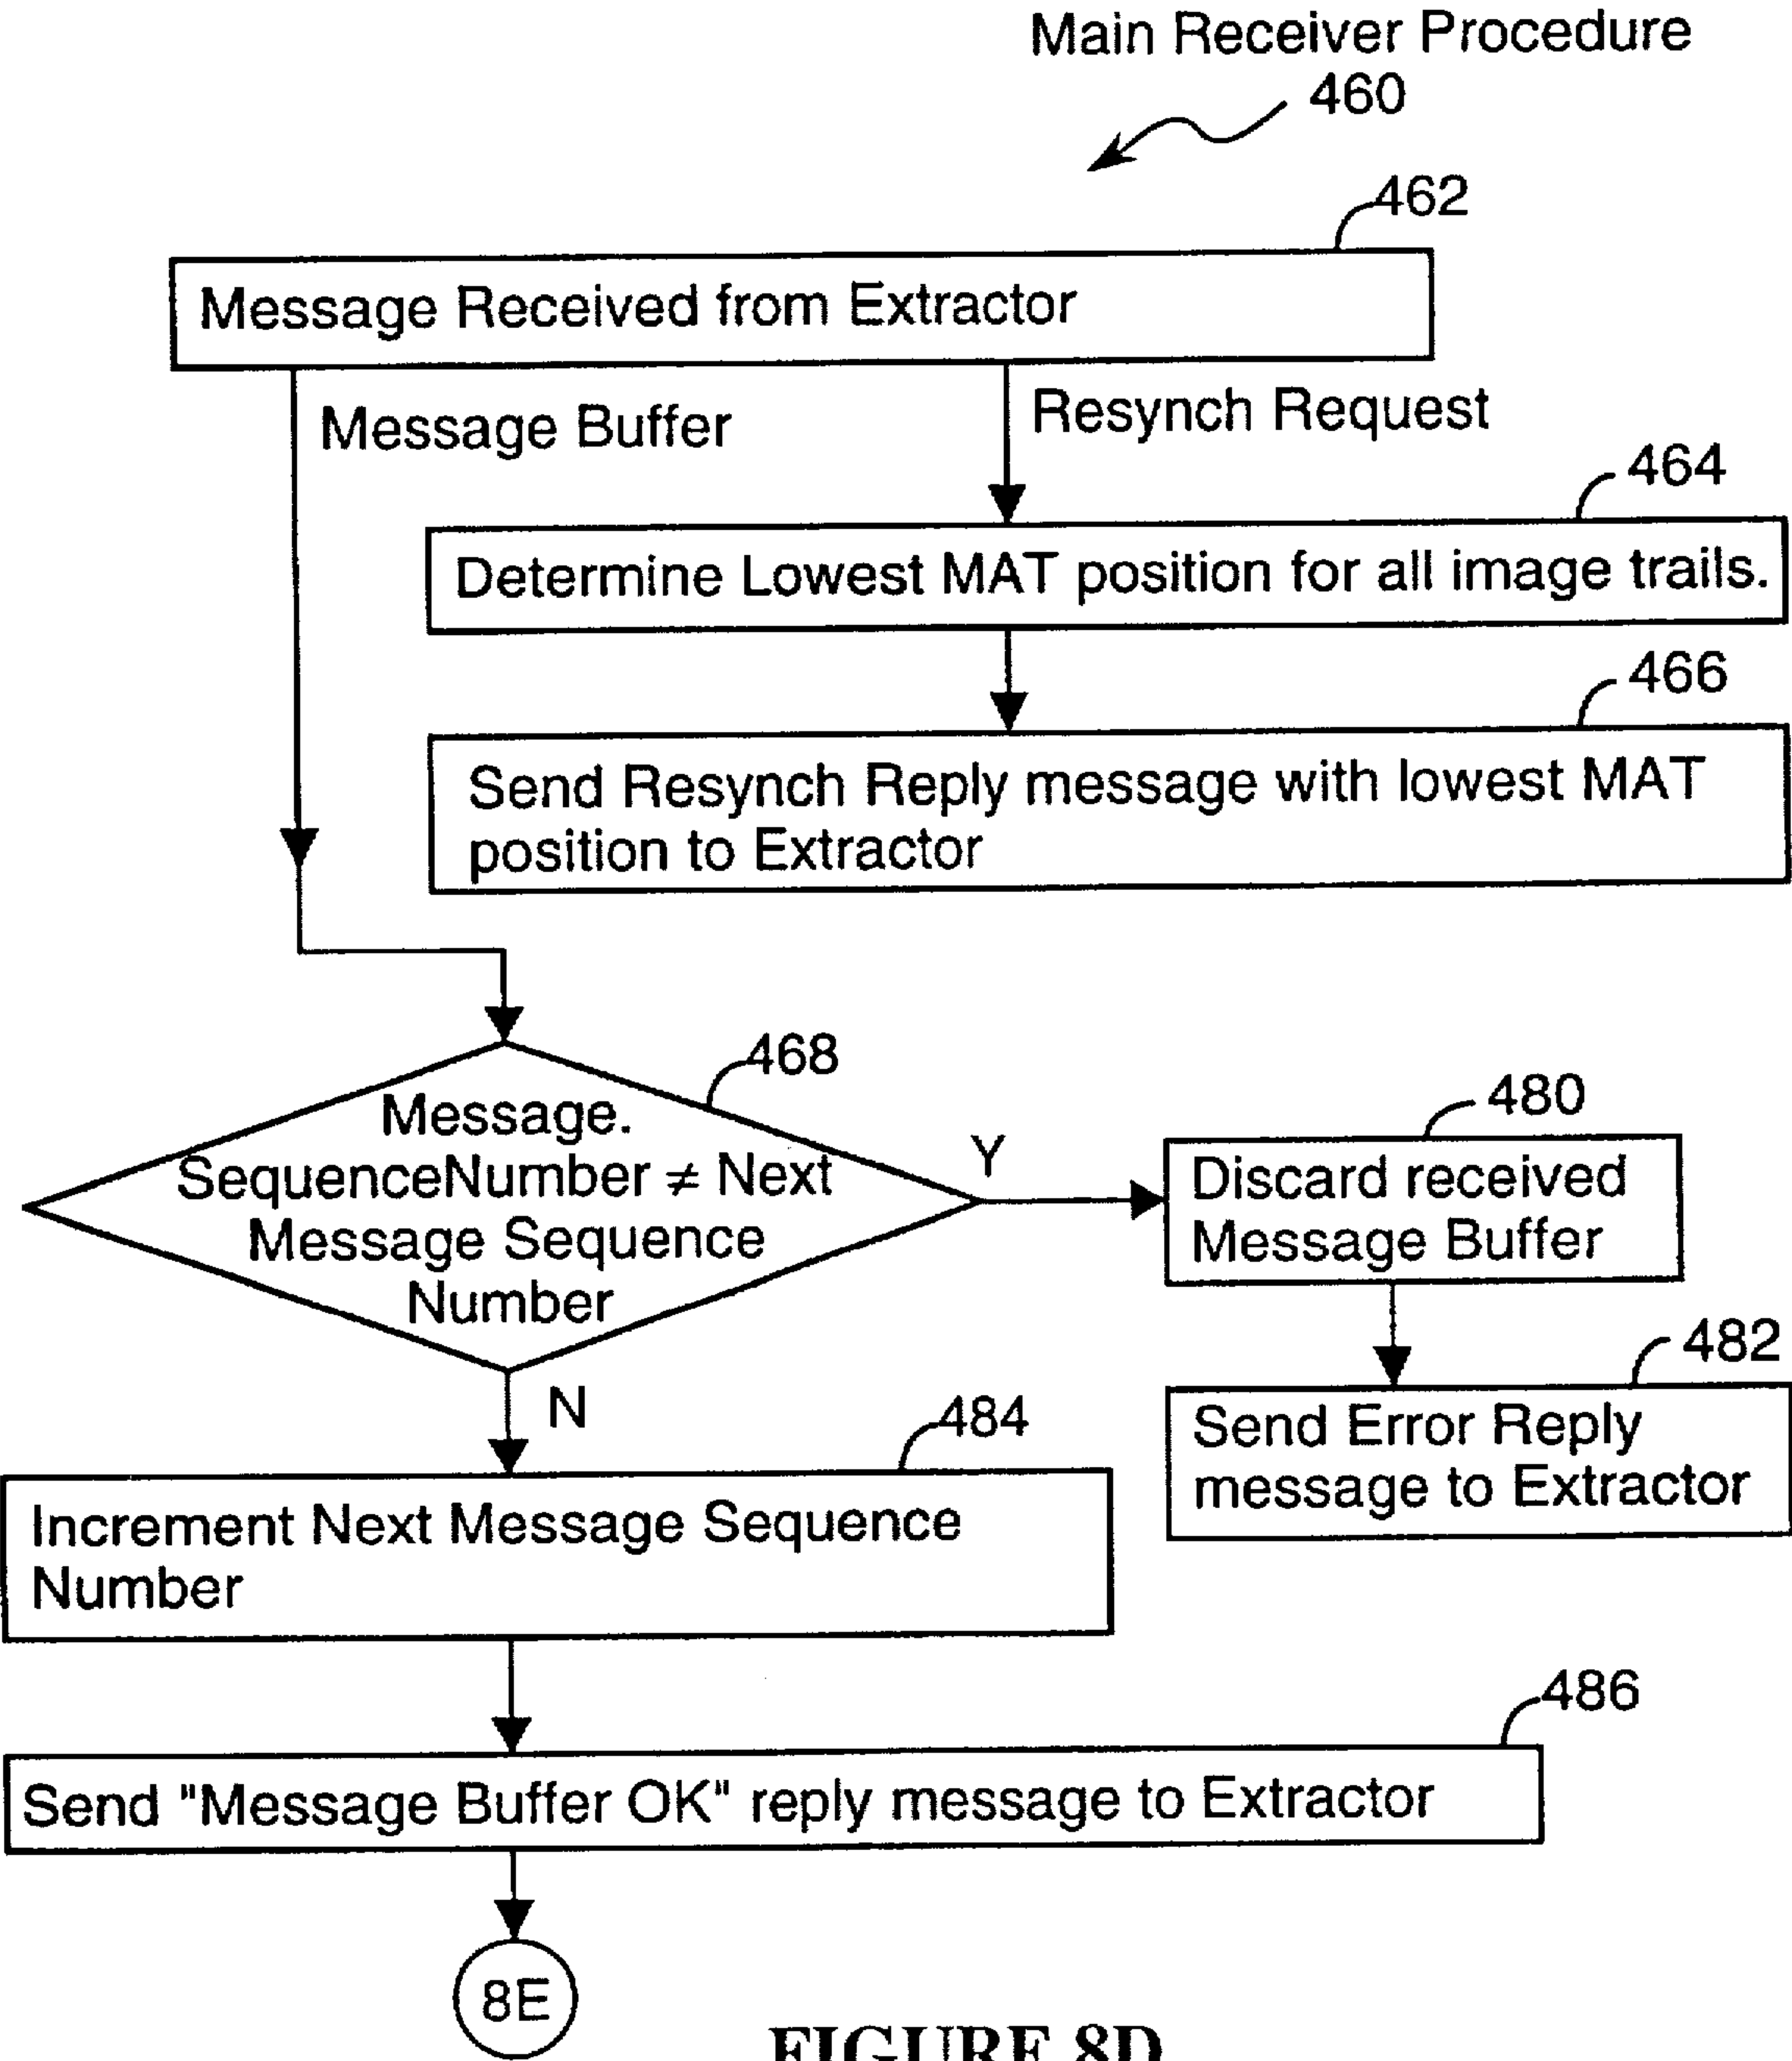 Main Receiver Procedure
460
462
Message Received from Extractor
Message Buffer
Resynch Request
464
Determine Lowest MAT position for all image trails.
466
Send Resynch Reply message with lowest MAT
position to Extractor
468
Message.
SequenceNumber ≠ Next
Message Sequence
Number
Y
480
Discard received
Message Buffer
482
Send Error Reply
message to Extractor
N
484
Increment Next Message Sequence
Number
486
Send "Message Buffer OK" reply message to Extractor
8E
FIGURE 8D